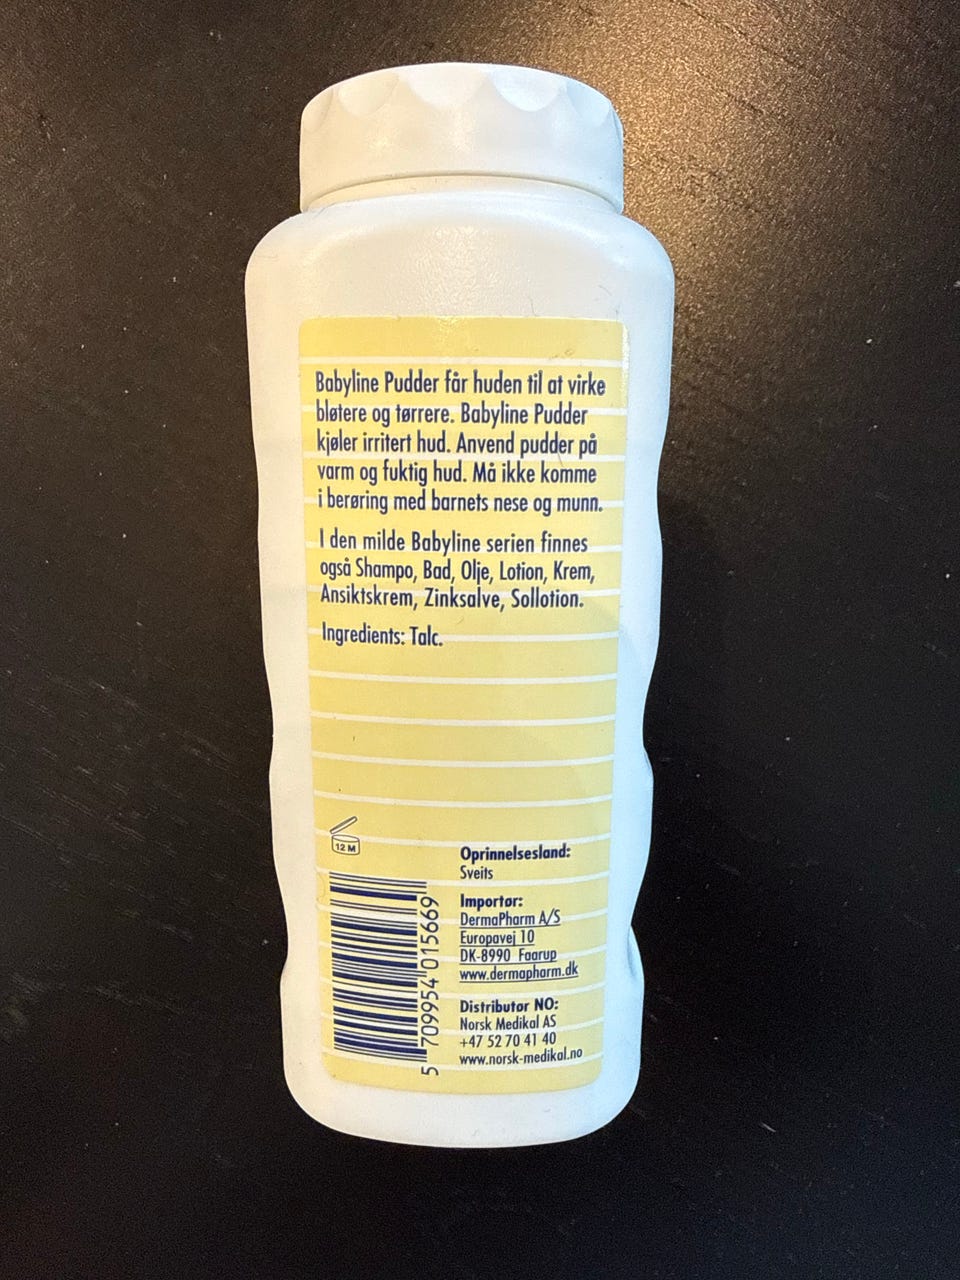 Babyline Pudder får huden til at virke
bløtere og tørrere. Babyline Pudder
kjøler irritert hud. Anvend pudder på
varm og fuktig hud. Må ikke komme
i berøring med barnets nese og munn.
I den milde Babyline serien finnes
også Shampo, Bad, Olje, Lotion, Krem,
Ansiktskrem, Zinksalve, Sollotion.
Ingredients: Talc.
12 M
Oprinnelsesland:
Sveits
Importør:
DermaPharm A/S
Europavej 10
DK-8990 Faarup
www.dermapharm.dk
Distributør NO:
Norsk Medikal AS
+47 52 70 41 40
www.norsk-medikal.no
5 709954 015669